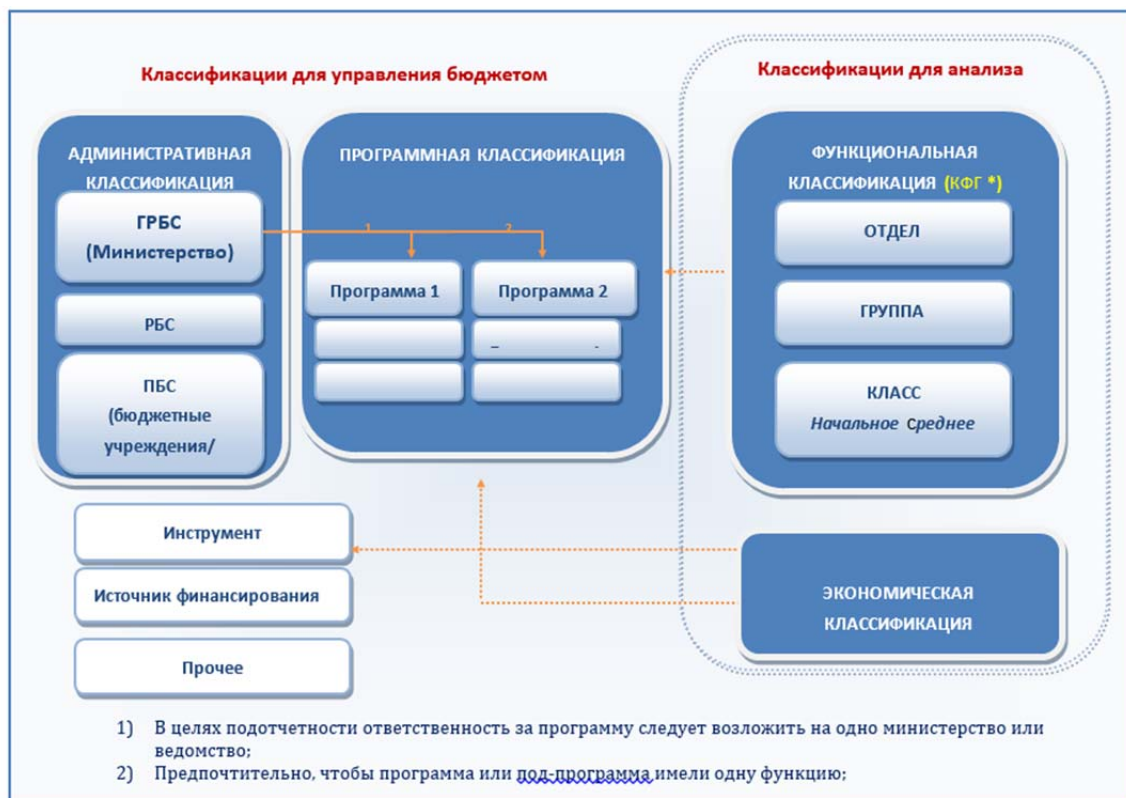 Классификации для управления бюджетом
Классификации для анализа
АДМИНИСТРАТИВНАЯ
КЛАССИФИКАЦИЯ
ГРБС
(Министерство)
РБС
ПБС
(бюджетные
учреждения/
ПРОГРАММНАЯ КЛАССИФИКАЦИЯ
1
Программа 1
Программа 2
ФУНКЦИОНАЛЬНАЯ
КЛАССИФИКАЦИЯ (КФГ *)
ОТДЕЛ
ГРУППА
КЛАСС
Начальное Среднее
Инструмент
Источник финансирования
Прочее
ЭКОНОМИЧЕСКАЯ
КЛАССИФИКАЦИЯ
1) В целях подотчетности ответственность за программу следует возложить на одно министерство или
ведомство;
2) Предпочтительно, чтобы программа или под-программа имели одну функцию;